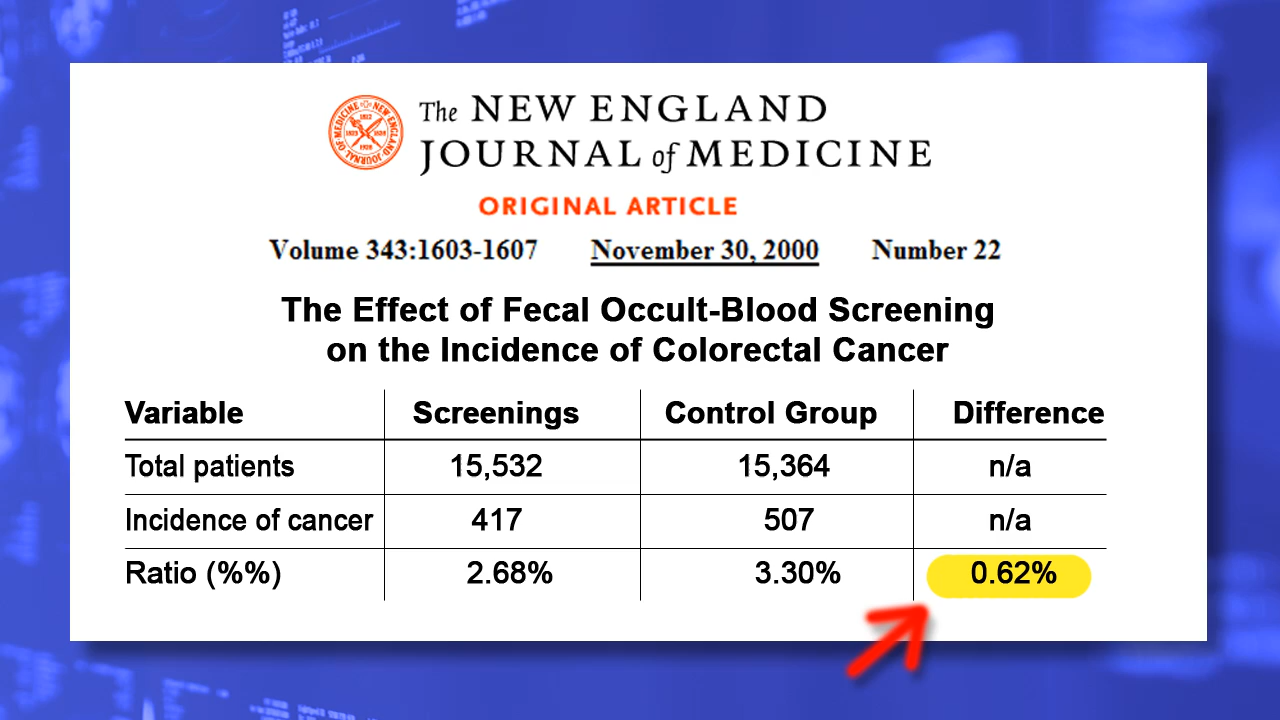 The NEW ENGLAND
JOURNAL of MEDICINE
ORIGINAL ARTICLE
Volume 343:1603-1607 November 30, 2000 Number 22
The Effect of Fecal Occult-Blood Screening
on the Incidence of Colorectal Cancer
Variable Screenings Control Group Difference
Total patients 15,532 15,364 n/a
Incidence of cancer 417 507 n/a
Ratio (%%) 2.68% 3.30% 0.62%